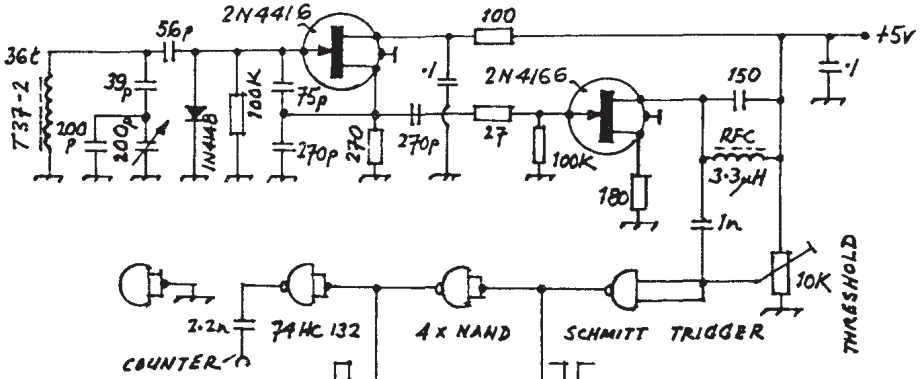 2N4416
100
+5v
56p
36t
T37-2
39p
200p
200p
1N4148
100K
75p
270p
270
270p
.1
27
2N4166
100K
180
150
RFC
3.3µH
1n
.1
10K
THRESHOLD
2.2n
74HC132
4 x NAND
SCHMITT TRIGGER
COUNTER